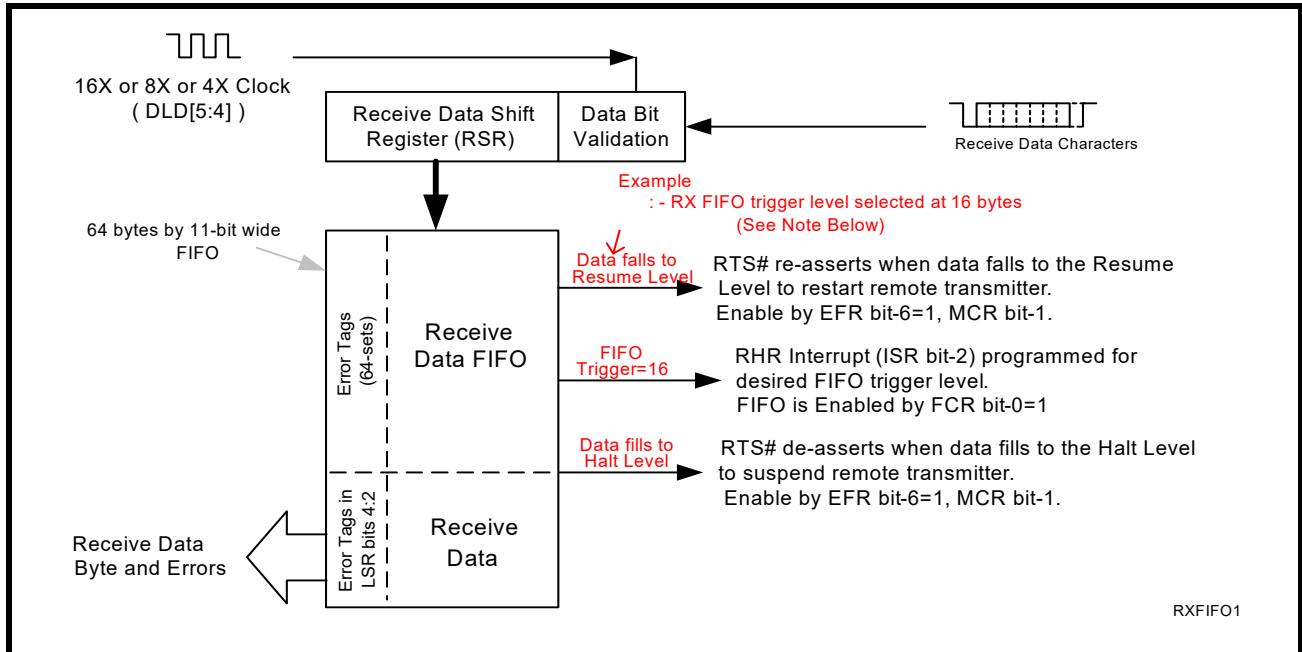 16X or 8X or 4X Clock
( DLD[5:4] )
Receive Data Shift
Register (RSR)
Data Bit
Validation
Receive Data Characters
Example
: - RX FIFO trigger level selected at 16 bytes
(See Note Below)
64 bytes by 11-bit wide
FIFO
Data falls to
Resume Level
RTS# re-asserts when data falls to the Resume
Level to restart remote transmitter.
Enable by EFR bit-6=1, MCR bit-1.
Error Tags
(64-sets)
Receive
Data FIFO
FIFO
Trigger=16
RHR Interrupt (ISR bit-2) programmed for
desired FIFO trigger level.
FIFO is Enabled by FCR bit-0=1
Data fills to
Halt Level
RTS# de-asserts when data fills to the Halt Level
to suspend remote transmitter.
Enable by EFR bit-6=1, MCR bit-1.
Error Tags in
LSR bits 4:2
Receive
Data
Receive Data
Byte and Errors
RXFIFO1